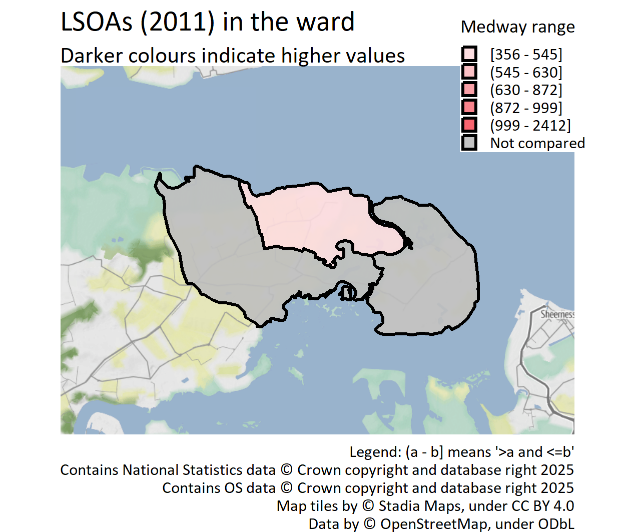 LSOAs (2011) in the ward
Darker colours indicate higher values
Medway range
[356 - 545]
(545 - 630]
(630 - 872]
(872 - 999]
(999 - 2412]
Not compared
Sheerness
Legend: (a - b] means '>a and <=b'
Contains National Statistics data © Crown copyright and database right 2025
Contains OS data © Crown copyright and database right 2025
Map tiles by © Stadia Maps, under CC BY 4.0
Data by © OpenStreetMap, under ODbL